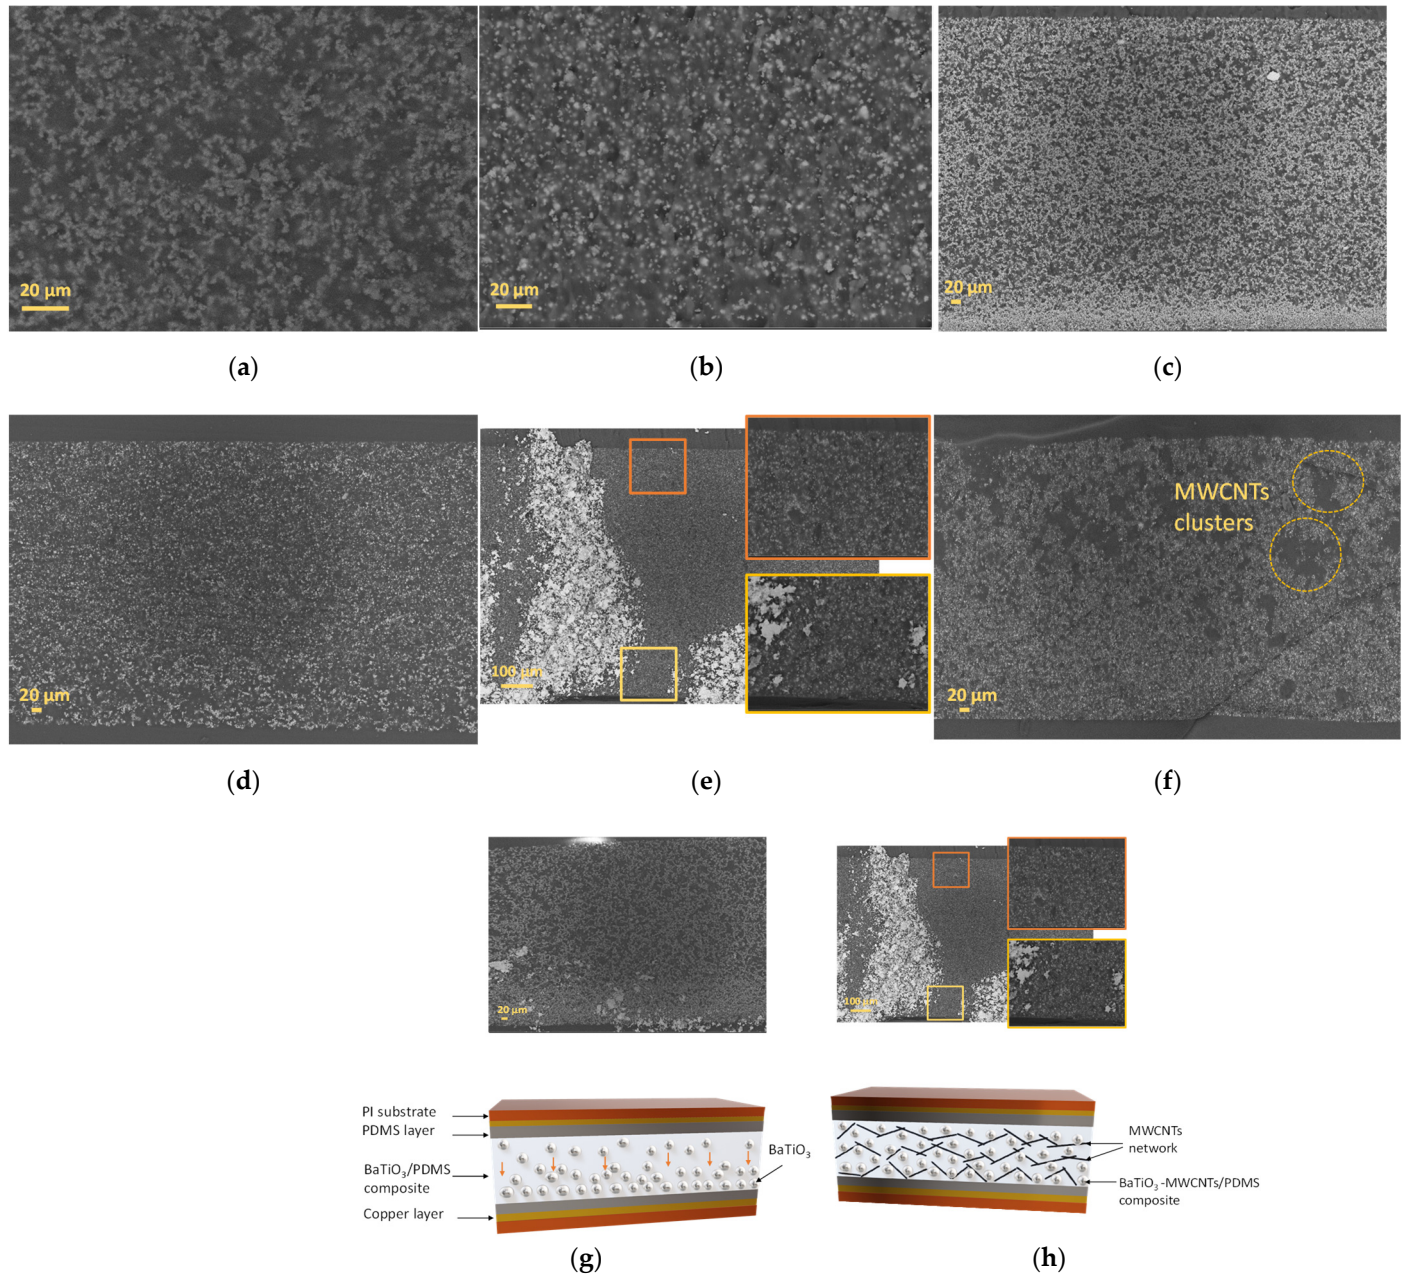 20 μm
20 μm
20 μm
(a)
(b)
(c)
MWCNTs
clusters
20 μm
100 μm
20 μm
(d)
(e)
(f)
20 μm
100 μm
PI substrate
PDMS layer
BaTiO₃/PDMS
composite
Copper layer
BaTiO₃
MWCNTs
network
BaTiO₃-MWCNTs/PDMS
composite
(g)
(h)